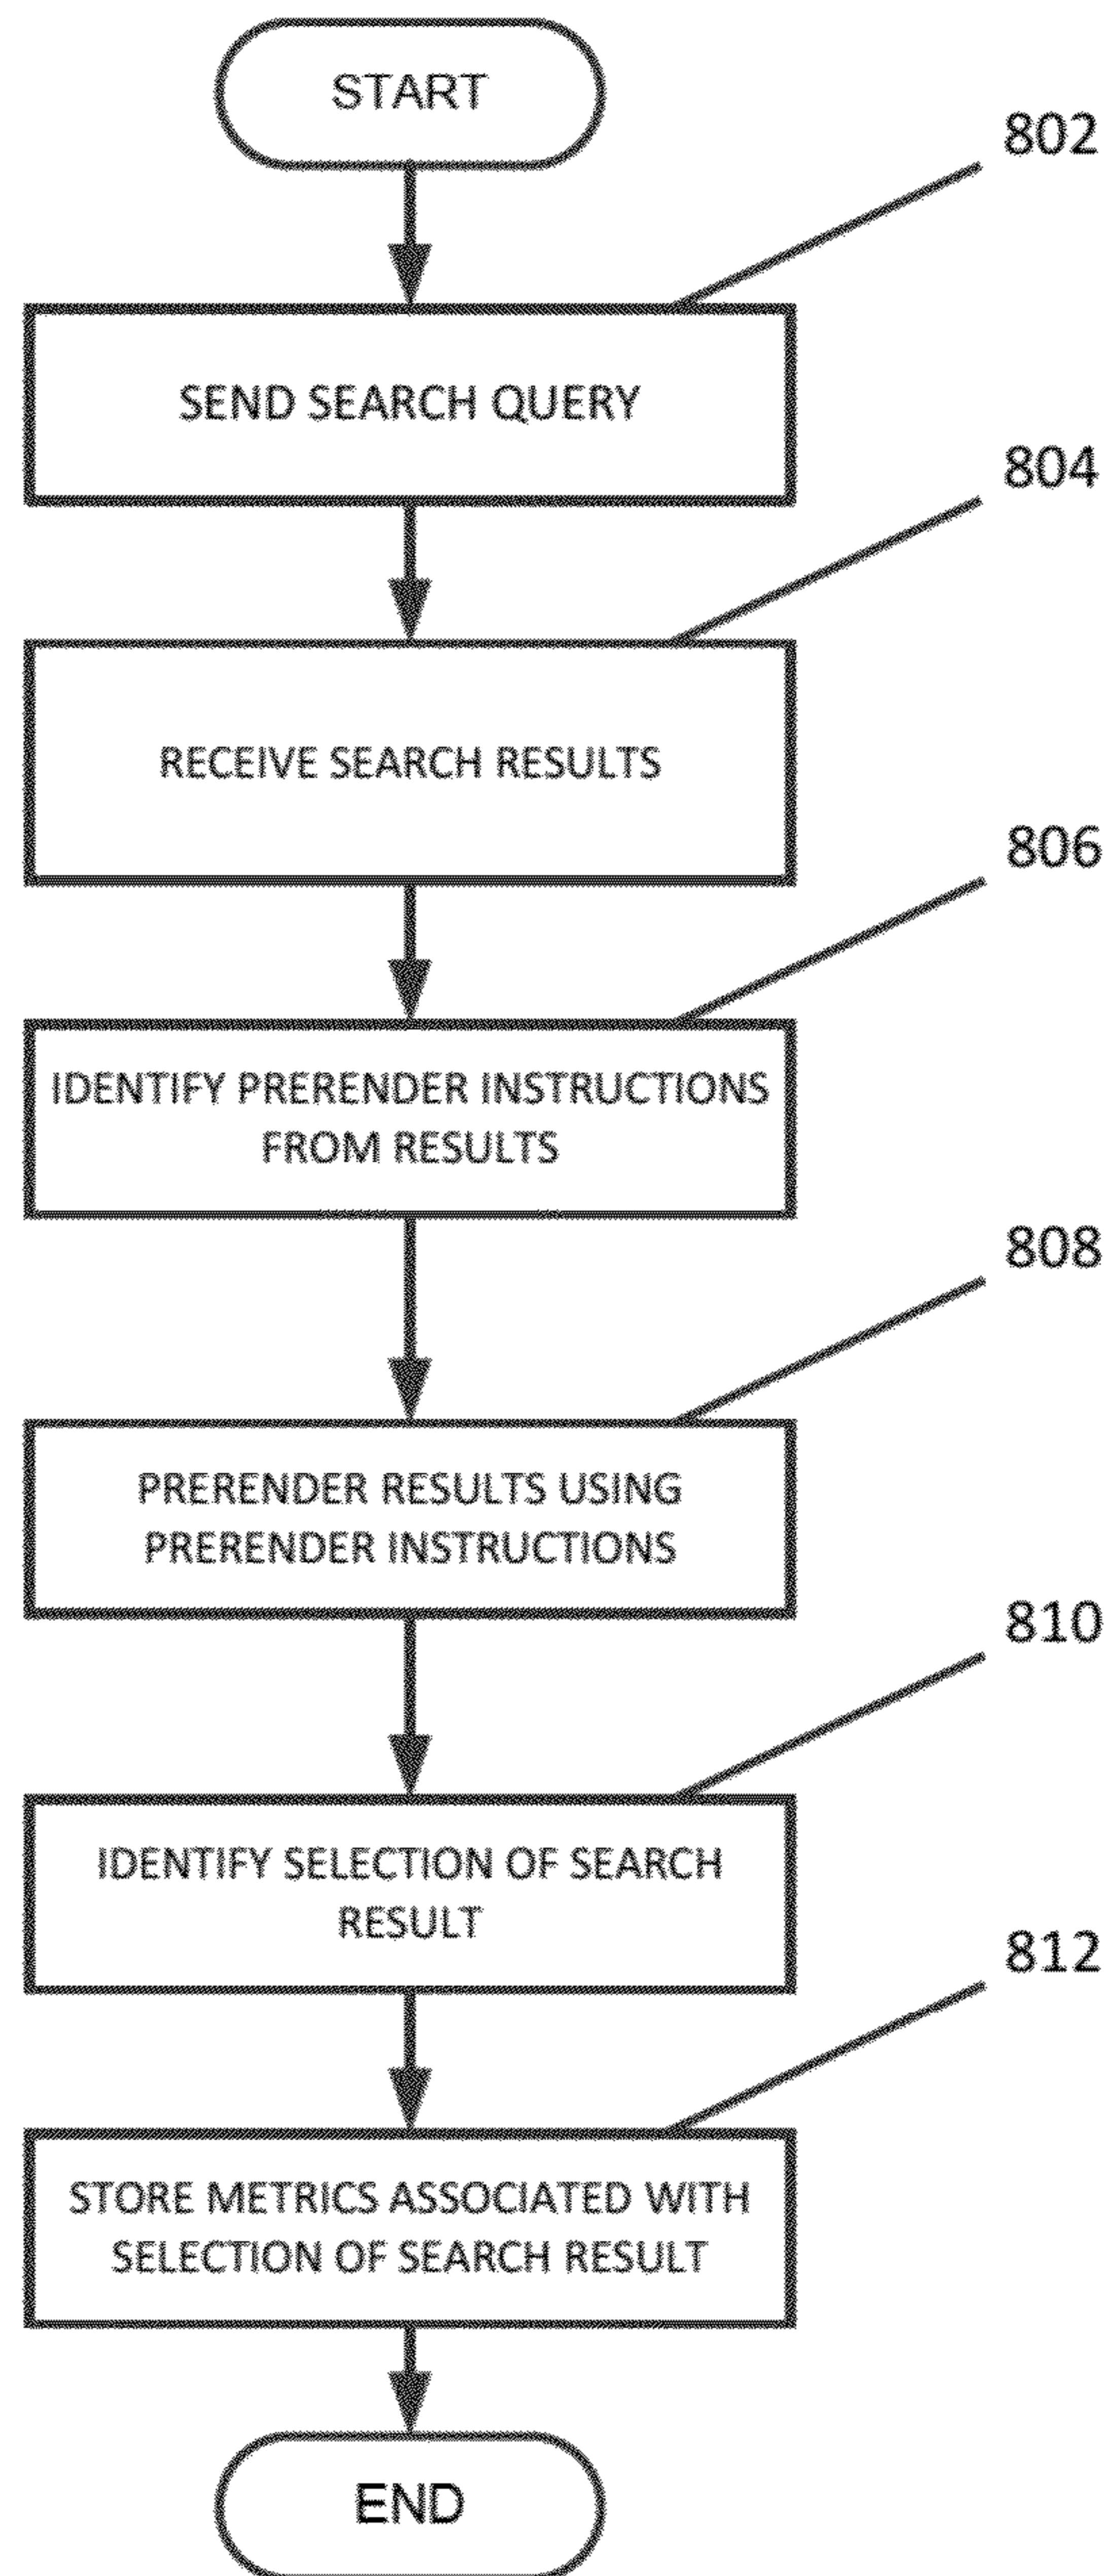 START
802
SEND SEARCH QUERY
804
RECEIVE SEARCH RESULTS
806
IDENTIFY PRERENDER INSTRUCTIONS
FROM RESULTS
808
PRERENDER RESULTS USING
PRERENDER INSTRUCTIONS
810
IDENTIFY SELECTION OF SEARCH
RESULT
812
STORE METRICS ASSOCIATED WITH
SELECTION OF SEARCH RESULT
END